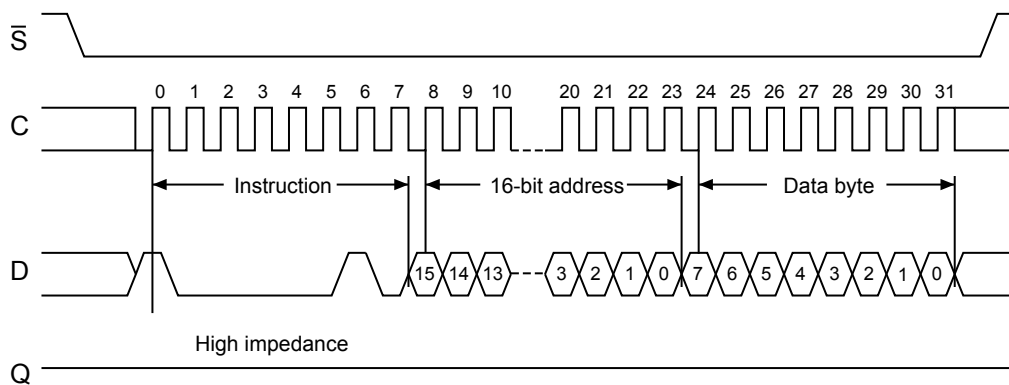 S̅
0 1 2 3 4 5 6 7 8 9 10 20 21 22 23 24 25 26 27 28 29 30 31
C
Instruction 16-bit address Data byte
D 15 14 13 3 2 1 0 7 6 5 4 3 2 1 0
High impedance
Q